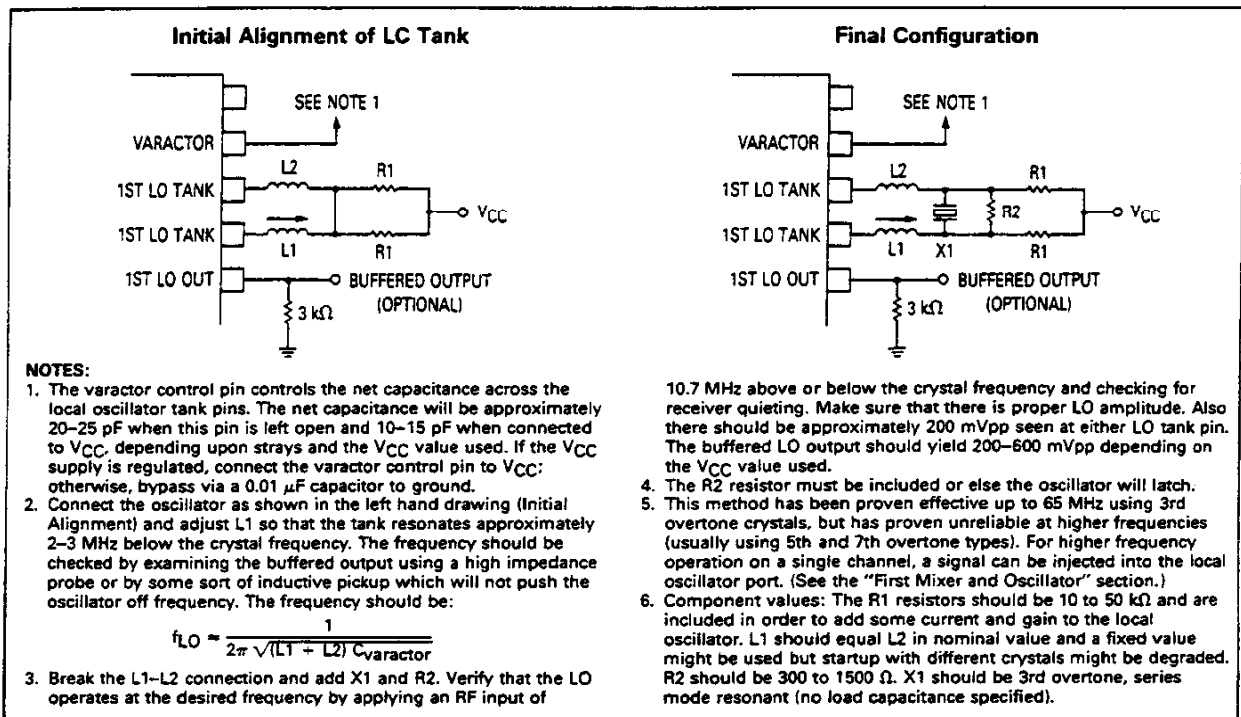 Initial Alignment of LC Tank
SEE NOTE 1
VARACTOR
L2
R1
1ST LO TANK
VCC
1ST LO TANK
L1
R1
1ST LO OUT
BUFFERED OUTPUT
(OPTIONAL)
3 kΩ
Final Configuration
SEE NOTE 1
VARACTOR
L2
R1
1ST LO TANK
R2
VCC
1ST LO TANK
L1
X1
R1
1ST LO OUT
BUFFERED OUTPUT
(OPTIONAL)
3 kΩ
NOTES:
1. The varactor control pin controls the net capacitance across the
local oscillator tank pins. The net capacitance will be approximately
20–25 pF when this pin is left open and 10–15 pF when connected
to VCC, depending upon strays and the VCC value used. If the VCC
supply is regulated, connect the varactor control pin to VCC;
otherwise, bypass via a 0.01 μF capacitor to ground.
2. Connect the oscillator as shown in the left hand drawing (Initial
Alignment) and adjust L1 so that the tank resonates approximately
2–3 MHz below the crystal frequency. The frequency should be
checked by examining the buffered output using a high impedance
probe or by some sort of inductive pickup which will not push the
oscillator off frequency. The frequency should be:
fLO ≈ 1 / 2π √(L1 + L2) Cvaractor
3. Break the L1–L2 connection and add X1 and R2. Verify that the LO
operates at the desired frequency by applying an RF input of
10.7 MHz above or below the crystal frequency and checking for
receiver quieting. Make sure that there is proper LO amplitude. Also
there should be approximately 200 mVpp seen at either LO tank pin.
The buffered LO output should yield 200–600 mVpp depending on
the VCC value used.
4. The R2 resistor must be included or else the oscillator will latch.
5. This method has been proven effective up to 65 MHz using 3rd
overtone crystals, but has proven unreliable at higher frequencies
(usually using 5th and 7th overtone types). For higher frequency
operation on a single channel, a signal can be injected into the local
oscillator port. (See the "First Mixer and Oscillator" section.)
6. Component values: The R1 resistors should be 10 to 50 kΩ and are
included in order to add some current and gain to the local
oscillator. L1 should equal L2 in nominal value and a fixed value
might be used but startup with different crystals might be degraded.
R2 should be 300 to 1500 Ω. X1 should be 3rd overtone, series
mode resonant (no load capacitance specified).